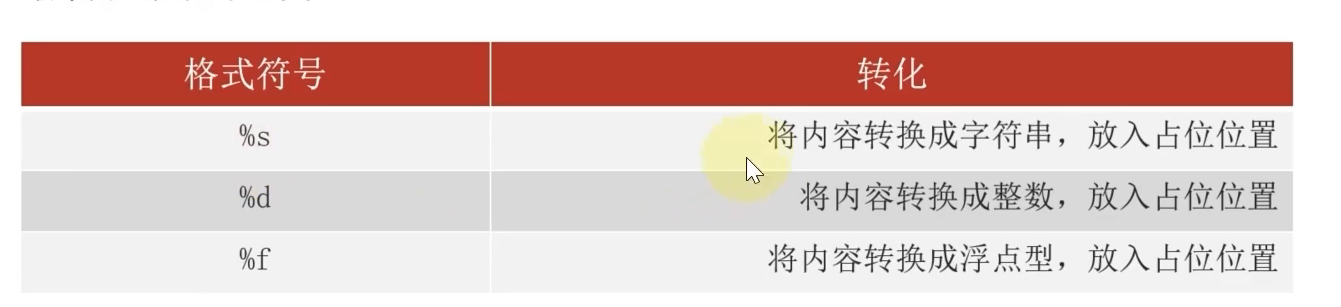 格式符号 转化
%s 将内容转换成字符串，放入占位位置
%d 将内容转换成整数，放入占位位置
%f 将内容转换成浮点型，放入占位位置